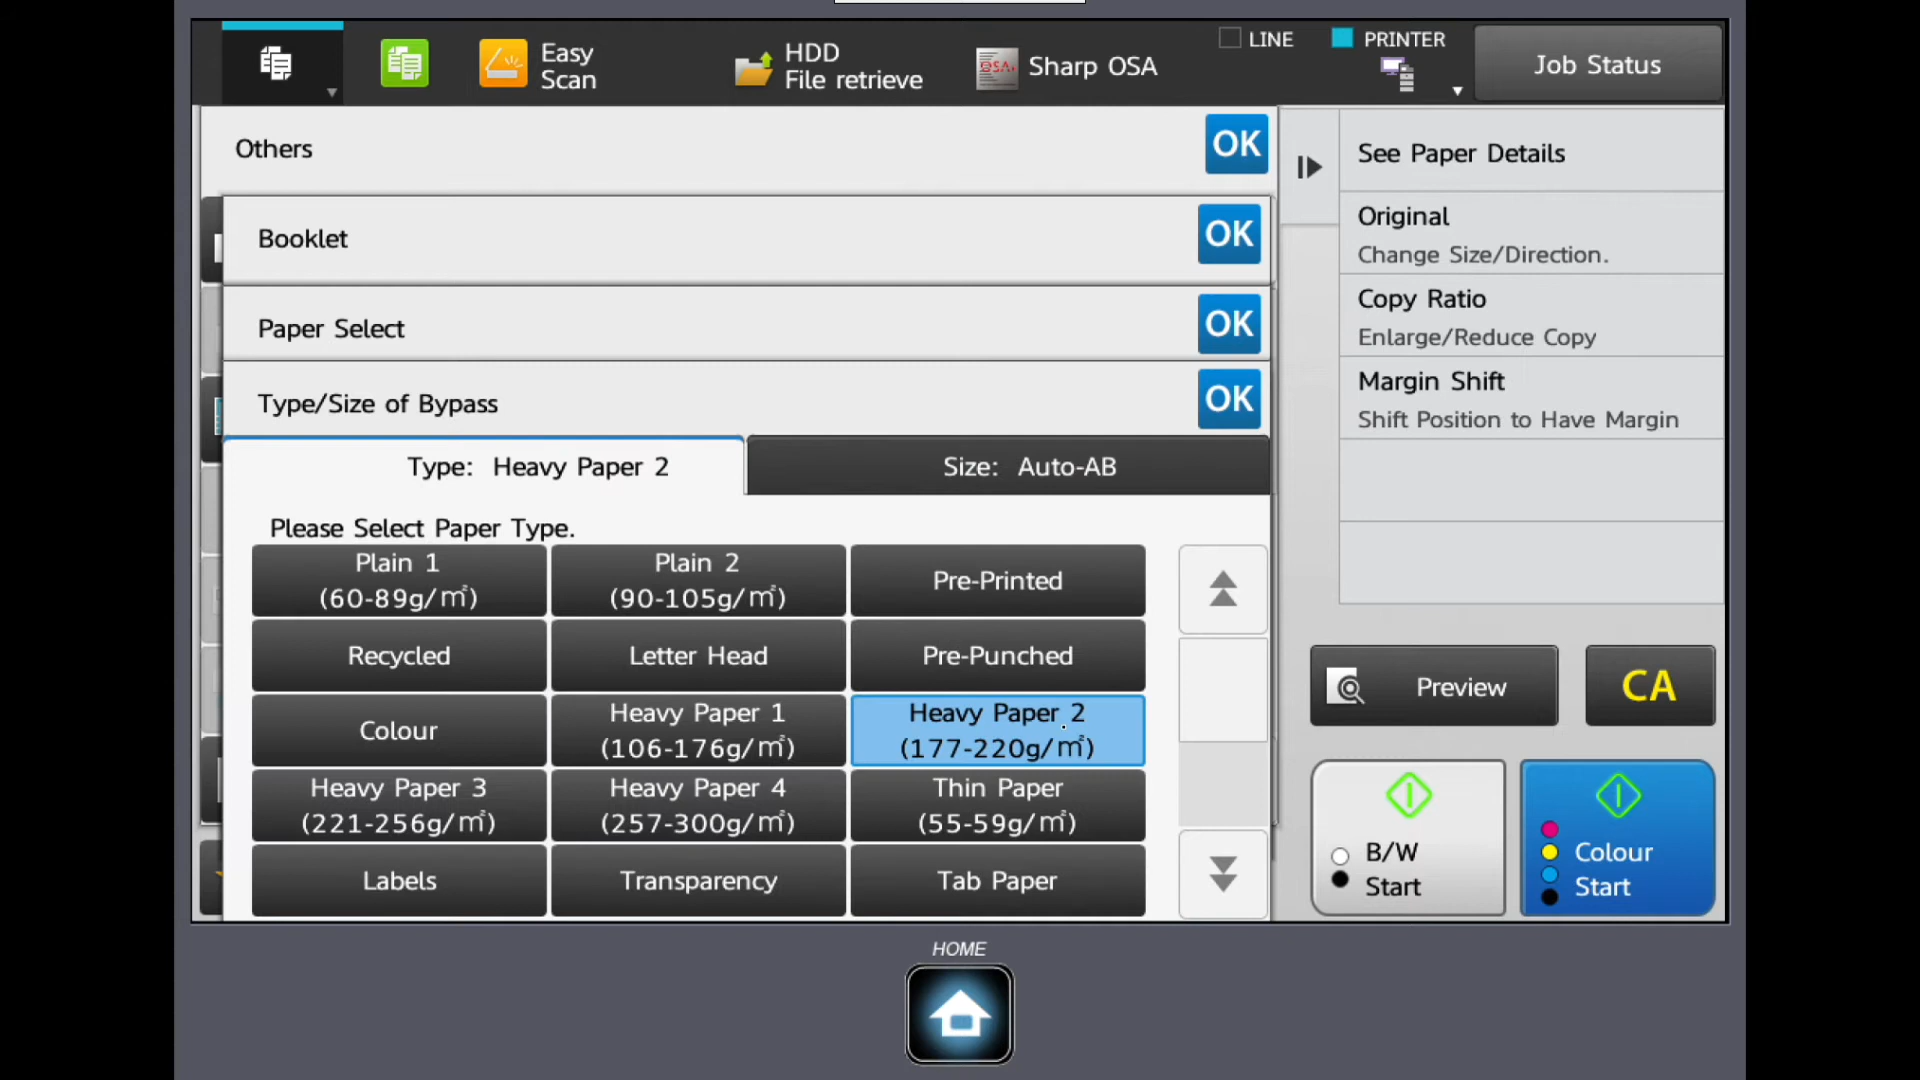 Easy
Scan
HDD
File retrieve
OSA
Sharp OSA
LINE
PRINTER
Job Status
Others
OK
Booklet
OK
Paper Select
OK
Type/Size of Bypass
OK
Type: Heavy Paper 2
Size: Auto-AB
Please Select Paper Type.
Plain 1
(60-89g/㎡)
Plain 2
(90-105g/㎡)
Pre-Printed
Recycled
Letter Head
Pre-Punched
Colour
Heavy Paper 1
(106-176g/㎡)
Heavy Paper 2
(177-220g/㎡)
Heavy Paper 3
(221-256g/㎡)
Heavy Paper 4
(257-300g/㎡)
Thin Paper
(55-59g/㎡)
Labels
Transparency
Tab Paper
See Paper Details
Original
Change Size/Direction.
Copy Ratio
Enlarge/Reduce Copy
Margin Shift
Shift Position to Have Margin
Preview
CA
B/W
Start
Colour
Start
HOME